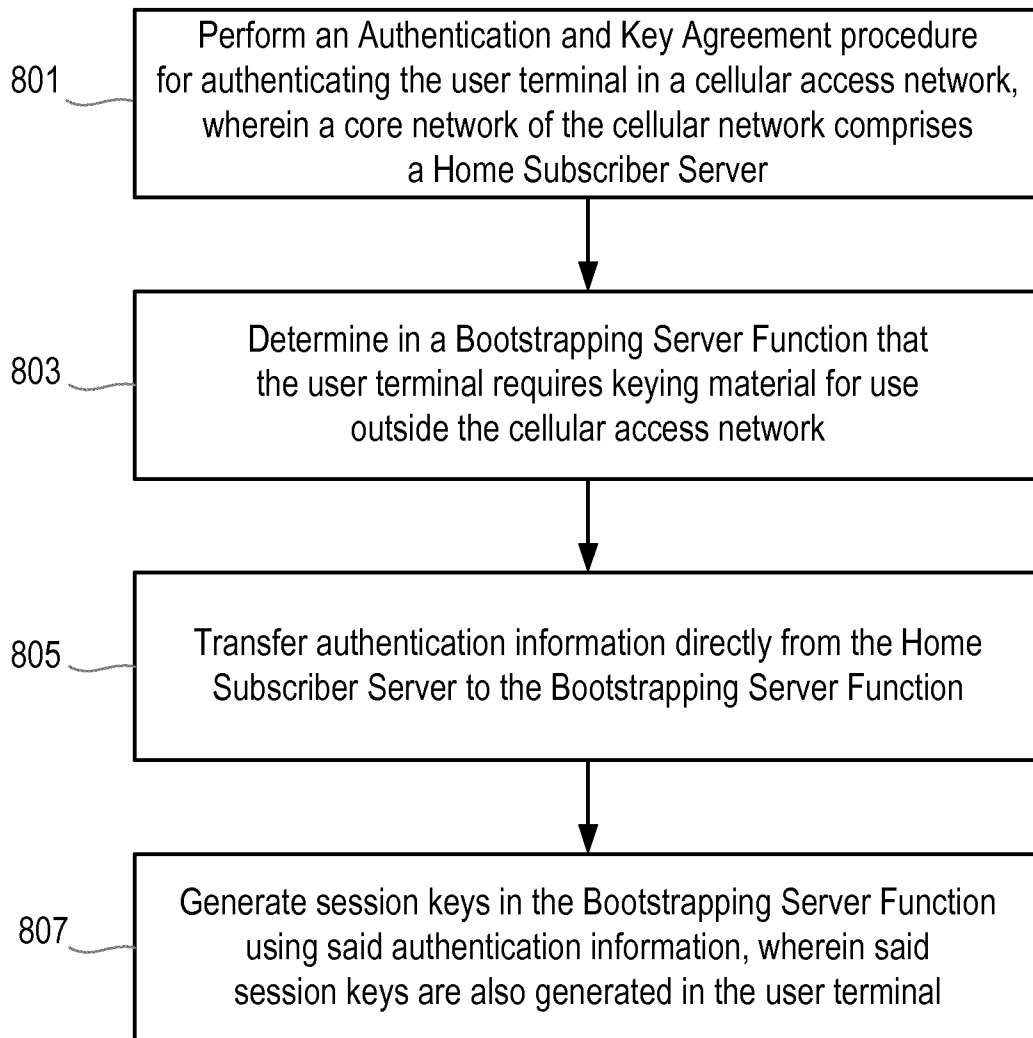 801
Perform an Authentication and Key Agreement procedure
for authenticating the user terminal in a cellular access network,
wherein a core network of the cellular network comprises
a Home Subscriber Server
803
Determine in a Bootstrapping Server Function that
the user terminal requires keying material for use
outside the cellular access network
805
Transfer authentication information directly from the Home
Subscriber Server to the Bootstrapping Server Function
807
Generate session keys in the Bootstrapping Server Function
using said authentication information, wherein said
session keys are also generated in the user terminal